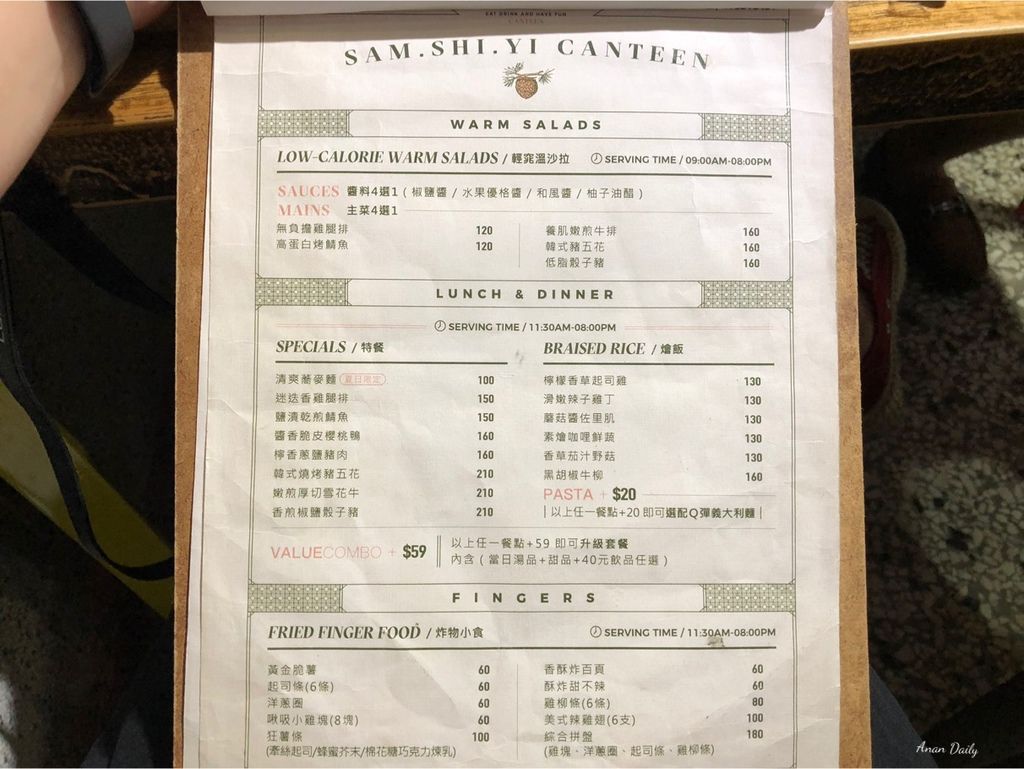 EAT DRINK AND HAVE FUN
CANTEEN
SAM.SHI.YI CANTEEN
WARM SALADS
LOW-CALORIE WARM SALADS / 輕窕溫沙拉
SERVING TIME / 09:00AM-08:00PM
SAUCES 醬料4選1 ( 椒鹽醬 / 水果優格醬 / 和風醬 / 柚子油醋 )
MAINS 主菜4選1
無負擔雞腿排 120
高蛋白烤鯖魚 120
養肌嫩煎牛排 160
韓式豬五花 160
低脂骰子豬 160
LUNCH & DINNER
SERVING TIME / 11:30AM-08:00PM
SPECIALS / 特餐
清爽蕎麥麵 夏日限定 100
迷迭香雞腿排 150
鹽漬乾煎鯖魚 150
醬香脆皮櫻桃鴨 160
檸香蔥鹽豬肉 160
韓式燒烤豬五花 210
嫩煎厚切雪花牛 210
香煎椒鹽骰子豬 210
BRAISED RICE / 燴飯
檸檬香草起司雞 130
滑嫩辣子雞丁 130
蘑菇醬佐里肌 130
素燴咖哩鮮蔬 130
香草茄汁野菇 130
黑胡椒牛柳 160
PASTA + $20
以上任一餐點+20 即可選配Q彈義大利麵
VALUECOMBO + $59
以上任一餐點+59 即可升級套餐
內含 ( 當日湯品+甜品+40元飲品任選 )
FINGERS
FRIED FINGER FOOD / 炸物小食
SERVING TIME / 11:30AM-08:00PM
黃金脆薯 60
起司條(6條) 60
洋蔥圈 60
啾吸小雞塊(8塊) 60
狂薯條 100
(牽絲起司/蜂蜜芥末/棉花糖巧克力煉乳)
香酥炸百頁 60
酥炸甜不辣 60
雞柳條(6條) 80
美式辣雞翅(6支) 100
綜合拼盤 180
(雞塊、洋蔥圈、起司條、雞柳條)
Anan Daily